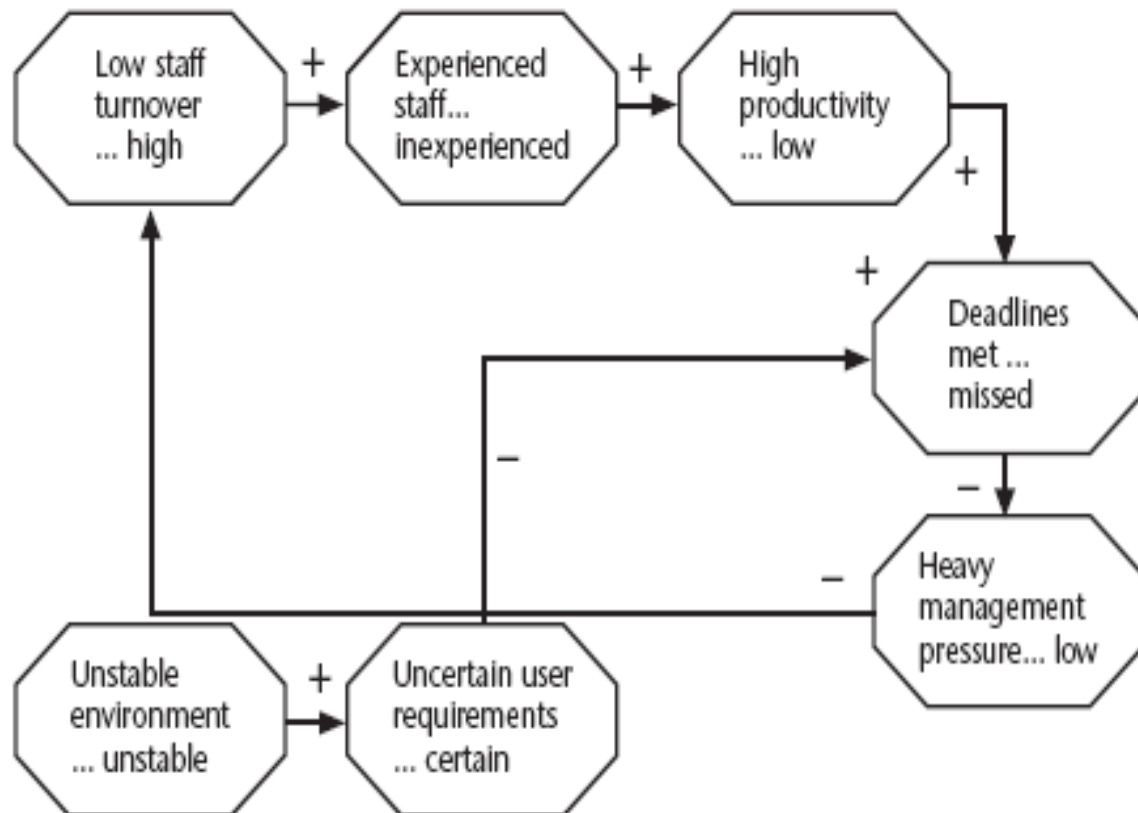 Low staff
turnover
... high
+
Experienced
staff...
inexperienced
+
High
productivity
... low
+
+
Deadlines
met ...
missed
–
–
–
Heavy
management
pressure... low
Unstable
environment
... unstable
+
Uncertain user
requirements
... certain